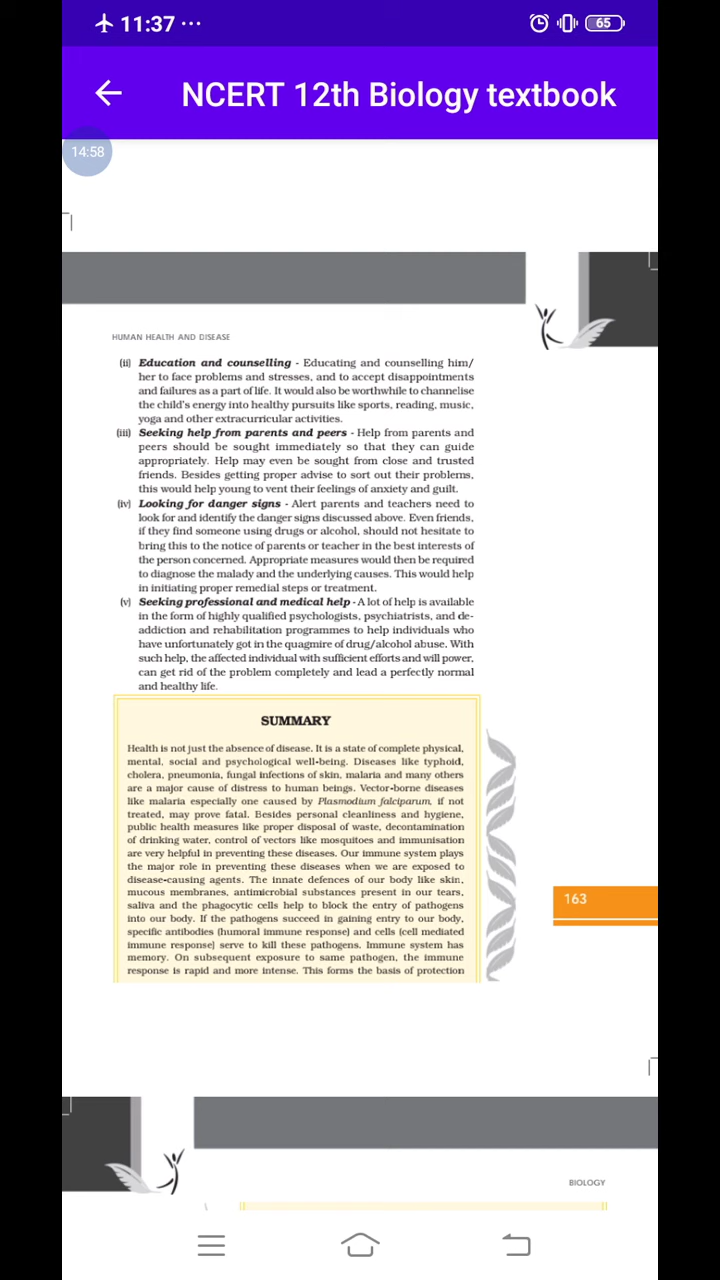 11:37 ...
65
NCERT 12th Biology textbook
14:58
HUMAN HEALTH AND DISEASE
(ii) Education and counselling - Educating and counselling him/
her to face problems and stresses, and to accept disappointments
and failures as a part of life. It would also be worthwhile to channelise
the child's energy into healthy pursuits like sports, reading, music,
yoga and other extracurricular activities.
(iii) Seeking help from parents and peers - Help from parents and
peers should be sought immediately so that they can guide
appropriately. Help may even be sought from close and trusted
friends. Besides getting proper advise to sort out their problems,
this would help young to vent their feelings of anxiety and guilt.
(iv) Looking for danger signs - Alert parents and teachers need to
look for and identify the danger signs discussed above. Even friends,
if they find someone using drugs or alcohol, should not hesitate to
bring this to the notice of parents or teacher in the best interests of
the person concerned. Appropriate measures would then be required
to diagnose the malady and the underlying causes. This would help
in initiating proper remedial steps or treatment.
(v) Seeking professional and medical help - A lot of help is available
in the form of highly qualified psychologists, psychiatrists, and de-
addiction and rehabilitation programmes to help individuals who
have unfortunately got in the quagmire of drug/alcohol abuse. With
such help, the affected individual with sufficient efforts and will power,
can get rid of the problem completely and lead a perfectly normal
and healthy life.
SUMMARY
Health is not just the absence of disease. It is a state of complete physical,
mental, social and psychological well-being. Diseases like typhoid,
cholera, pneumonia, fungal infections of skin, malaria and many others
are a major cause of distress to human beings. Vector-borne diseases
like malaria especially one caused by Plasmodium falciparum, if not
treated, may prove fatal. Besides personal cleanliness and hygiene,
public health measures like proper disposal of waste, decontamination
of drinking water, control of vectors like mosquitoes and immunisation
are very helpful in preventing these diseases. Our immune system plays
the major role in preventing these diseases when we are exposed to
disease-causing agents. The innate defences of our body like skin,
mucous membranes, antimicrobial substances present in our tears,
saliva and the phagocytic cells help to block the entry of pathogens
into our body. If the pathogens succeed in gaining entry to our body,
specific antibodies (humoral immune response) and cells (cell mediated
immune response) serve to kill these pathogens. Immune system has
memory. On subsequent exposure to same pathogen, the immune
response is rapid and more intense. This forms the basis of protection
163
BIOLOGY